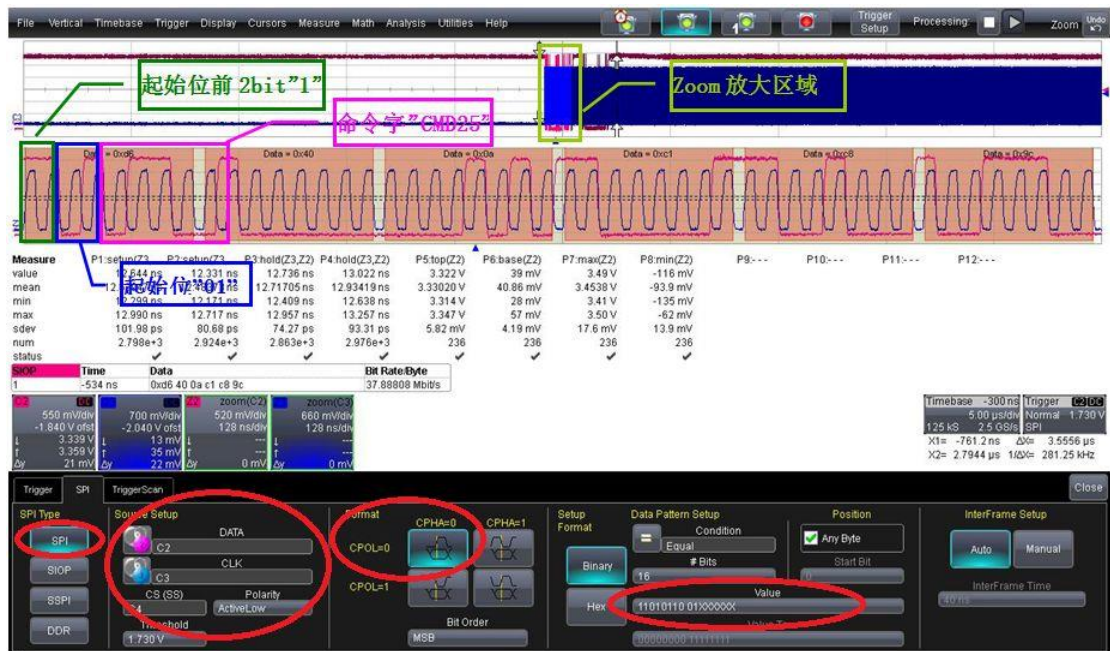 File Vertical Timebase Trigger Display Cursors Measure Math Analysis Utilities Help
Trigger Setup
Processing:
Zoom
Undo
起始位前 2bit"1"
Zoom 放大区域
命令字"CMD25"
Data = 0xd6 Data = 0x40 Data = 0x0a Data = 0xc1 Data = 0xc8 Data = 0x9c
起始位"01"
Measure P1:setup(Z3, P2:setup(Z3, P3:hold(Z3,Z2) P4:hold(Z3,Z2) P5:top(Z2) P6:base(Z2) P7:max(Z2) P8:min(Z2) P9:--- P10:--- P11:--- P12:---
value 12.644 ns 12.331 ns 12.736 ns 13.022 ns 3.322 V 39 mV 3.49 V -116 mV
mean 12.71705 ns 12.93419 ns 3.33020 V 40.86 mV 3.4538 V -93.9 mV
min 12.299 ns 12.171 ns 12.409 ns 12.638 ns 3.314 V 28 mV 3.41 V -135 mV
max 12.990 ns 12.717 ns 12.957 ns 13.257 ns 3.347 V 57 mV 3.50 V -62 mV
sdev 101.98 ps 80.68 ps 74.27 ps 93.31 ps 5.82 mV 4.19 mV 17.6 mV 13.9 mV
num 2.798e+3 2.924e+3 2.863e+3 2.976e+3 236 236 236 236
status
SIOP Time Data Bit Rate/Byte
1 -534 ns 0xd6 40 0a c1 c8 9c 37.88808 Mbit/s
zoom(C2) zoom(C3)
550 mV/div 700 mV/div 520 mV/div 660 mV/div
-1.840 V ofst -2.040 V ofst 128 ns/div 128 ns/div
3.339 V 13 mV --- ---
3.359 V 35 mV --- ---
Δy 21 mV Δy 22 mV Δy 0 mV Δy 0 mV
Timebase -300 ns Trigger C2 DC
5.00 µs/div Normal 1.730 V
125 kS 2.5 GS/s SPI
X1= -761.2 ns ΔX= 3.5556 µs
X2= 2.7944 µs 1/ΔX= 281.25 kHz
Trigger SPI TriggerScan
Close
SPI Type
SPI
SIOP
SSPI
DDR
Source Setup
DATA
C2
CLK
C3
CS (SS) Polarity
C4 ActiveLow
Threshold
1.730 V
Format
CPHA=0 CPHA=1
CPOL=0
CPOL=1
Bit Order
MSB
Setup Format
Binary
Hex
Data Pattern Setup
Condition
Equal
# Bits
16
Value
11010110 01XXXXXX
Value To
00000000 11111111
Position
Any Byte
Start Bit
0
InterFrame Setup
Auto Manual
InterFrame Time
40 ns